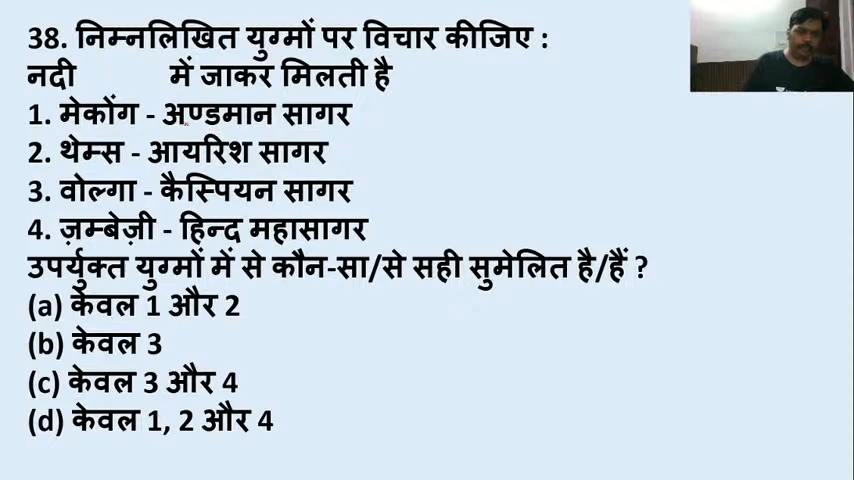 38. निम्नलिखित युग्मों पर विचार कीजिए :
नदी में जाकर मिलती है
1. मेकोंग - अण्डमान सागर
2. थेम्स - आयरिश सागर
3. वोल्गा - कैस्पियन सागर
4. ज़म्बेज़ी - हिन्द महासागर
उपर्युक्त युग्मों में से कौन-सा/से सही सुमेलित है/हैं ?
(a) केवल 1 और 2
(b) केवल 3
(c) केवल 3 और 4
(d) केवल 1, 2 और 4